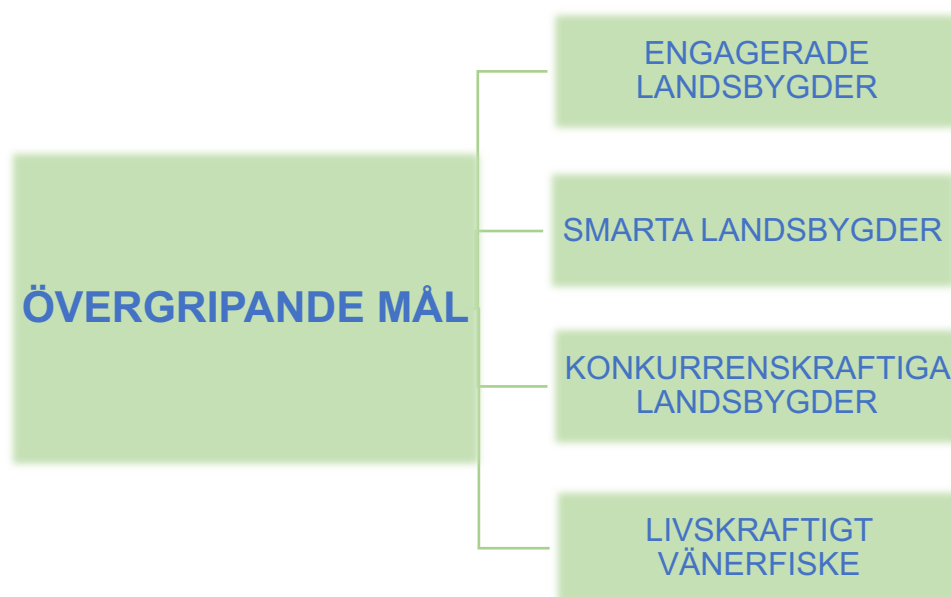 ÖVERGRIPANDE MÅL
ENGAGERADE
LANDSBYGDER
SMARTA LANDSBYGDER
KONKURRENSKRAFTIGA
LANDSBYGDER
LIVSKRAFTIGT
VÄNERFISKE